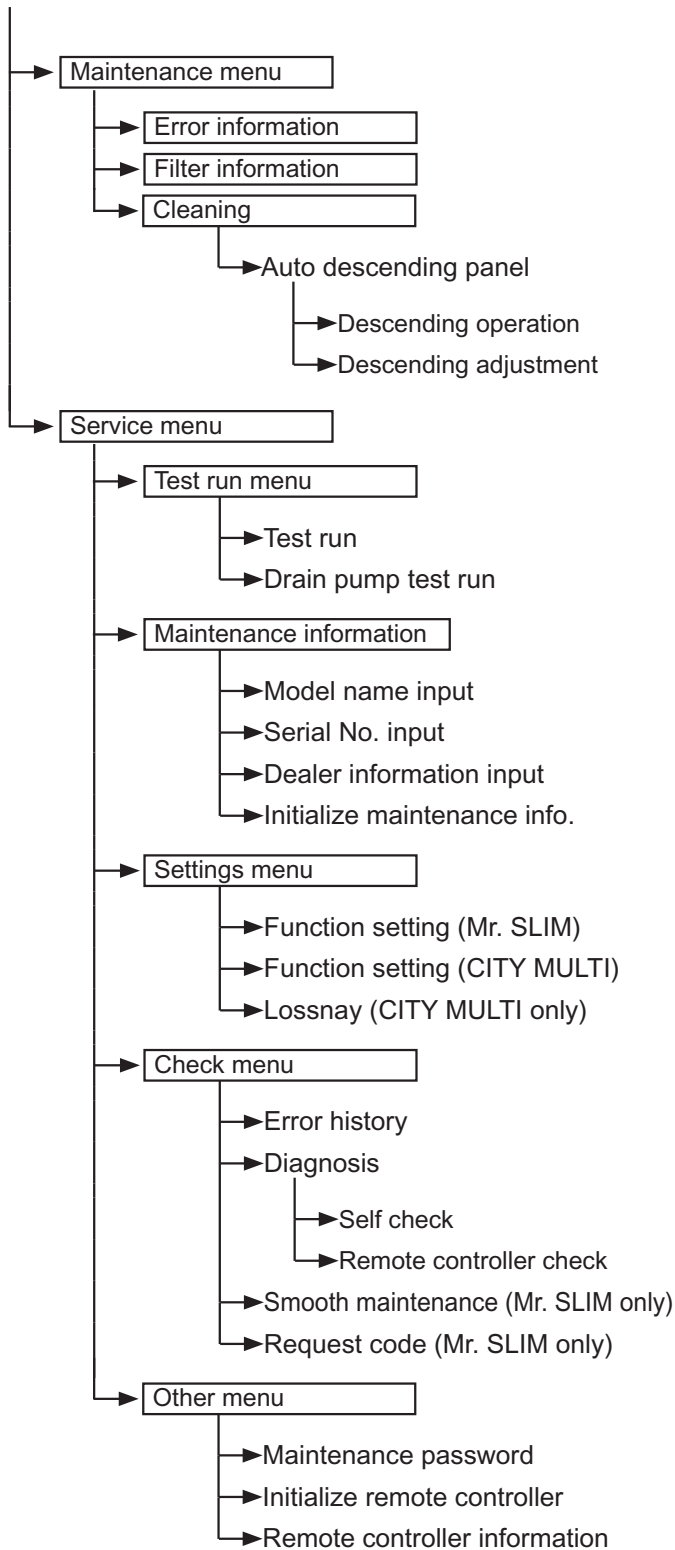 Maintenance menu
Error information
Filter information
Cleaning
Auto descending panel
Descending operation
Descending adjustment
Service menu
Test run menu
Test run
Drain pump test run
Maintenance information
Model name input
Serial No. input
Dealer information input
Initialize maintenance info.
Settings menu
Function setting (Mr. SLIM)
Function setting (CITY MULTI)
Lossnay (CITY MULTI only)
Check menu
Error history
Diagnosis
Self check
Remote controller check
Smooth maintenance (Mr. SLIM only)
Request code (Mr. SLIM only)
Other menu
Maintenance password
Initialize remote controller
Remote controller information